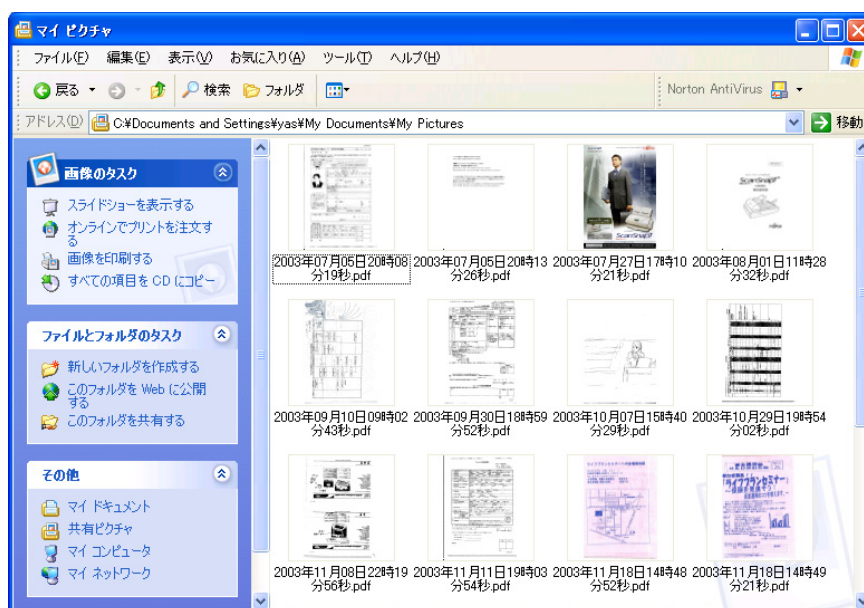 マイ ピクチャ
ファイル(F) 編集(E) 表示(V) お気に入り(A) ツール(T) ヘルプ(H)
戻る 検索 フォルダ Norton AntiVirus
アドレス(D) C:¥Documents and Settings¥yas¥My Documents¥My Pictures 移動
画像のタスク
スライドショーを表示する
オンラインでプリントを注文す
る
画像を印刷する
すべての項目を CD にコピー
ファイルとフォルダのタスク
新しいフォルダを作成する
このフォルダを Web に公開
する
このフォルダを共有する
その他
マイ ドキュメント
共有ピクチャ
マイ コンピュータ
マイ ネットワーク
ScanSnap!
ScanSnap!
2003年07月05日20時08
分19秒.pdf
2003年07月05日20時13
分26秒.pdf
2003年07月27日17時10
分21秒.pdf
2003年08月01日11時28
分32秒.pdf
2003年09月10日09時02
分43秒.pdf
2003年09月30日18時59
分52秒.pdf
2003年10月07日15時40
分29秒.pdf
2003年10月29日19時54
分02秒.pdf
「ライフプランセミナー」
2003年11月08日22時19
分56秒.pdf
2003年11月11日19時03
分54秒.pdf
2003年11月18日14時48
分52秒.pdf
2003年11月18日14時49
分21秒.pdf